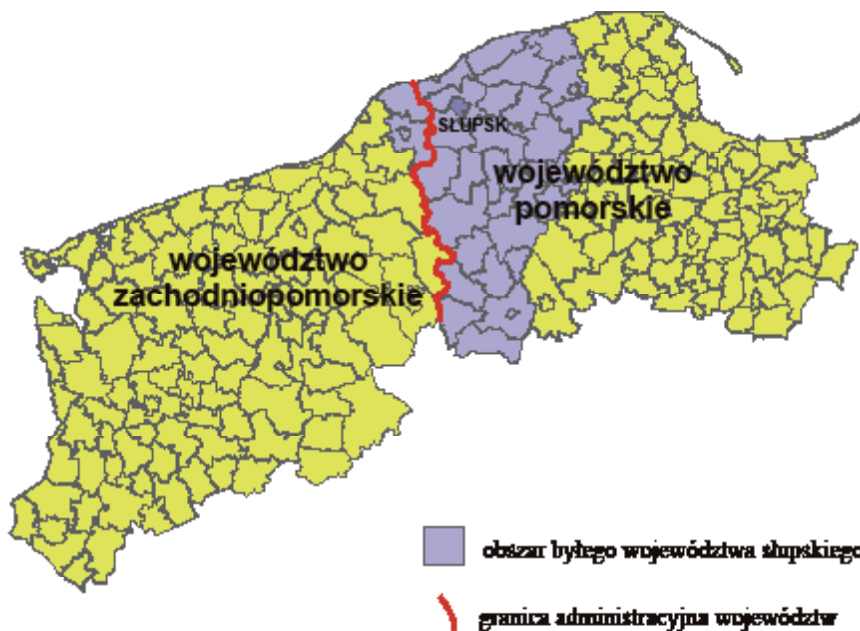 SŁUPSK
województwo
pomorskie
województwo
zachodniopomorskie
obszar byłego województwa słupskiego
granica administracyjna województw